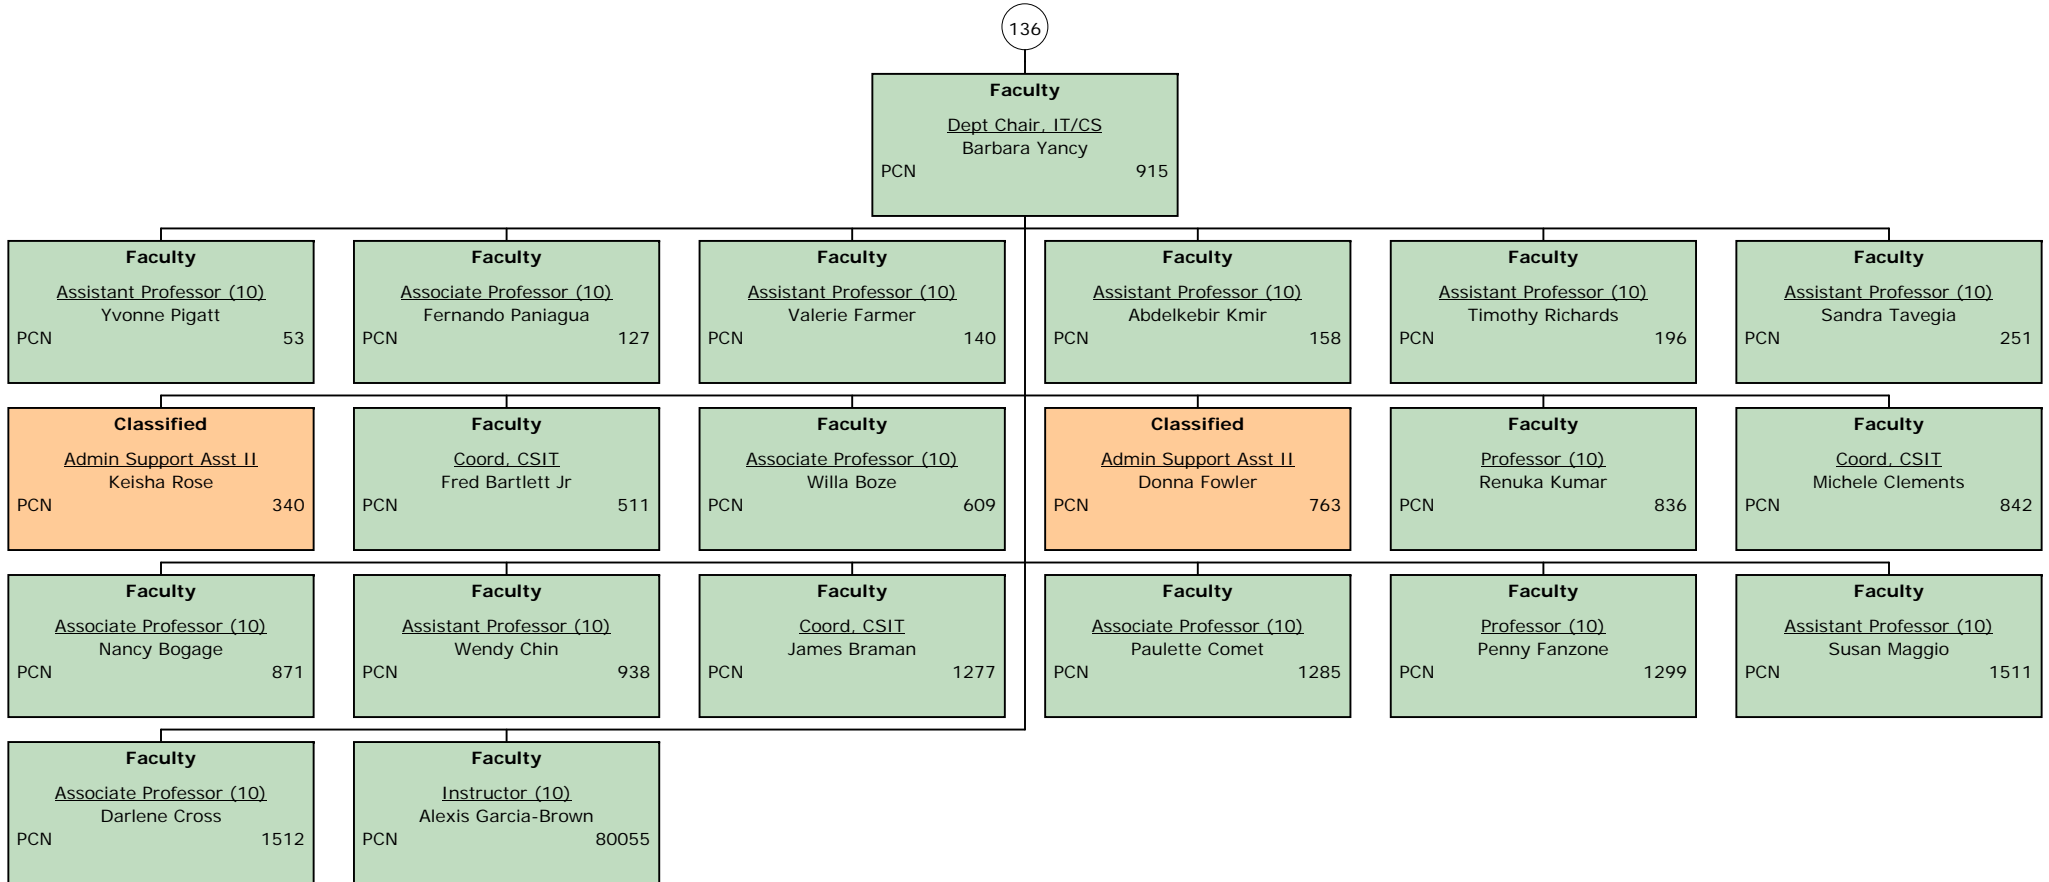 136
Faculty
Dept Chair, IT/CS
Barbara Yancy
PCN 915
Faculty
Assistant Professor (10)
Yvonne Pigatt
PCN 53
Faculty
Associate Professor (10)
Fernando Paniagua
PCN 127
Faculty
Assistant Professor (10)
Valerie Farmer
PCN 140
Faculty
Assistant Professor (10)
Abdelkebir Kmir
PCN 158
Faculty
Assistant Professor (10)
Timothy Richards
PCN 196
Faculty
Assistant Professor (10)
Sandra Tavegia
PCN 251
Classified
Admin Support Asst II
Keisha Rose
PCN 340
Faculty
Coord, CSIT
Fred Bartlett Jr
PCN 511
Faculty
Associate Professor (10)
Willa Boze
PCN 609
Classified
Admin Support Asst II
Donna Fowler
PCN 763
Faculty
Professor (10)
Renuka Kumar
PCN 836
Faculty
Coord, CSIT
Michele Clements
PCN 842
Faculty
Associate Professor (10)
Nancy Bogage
PCN 871
Faculty
Assistant Professor (10)
Wendy Chin
PCN 938
Faculty
Coord, CSIT
James Braman
PCN 1277
Faculty
Associate Professor (10)
Paulette Comet
PCN 1285
Faculty
Professor (10)
Penny Fanzone
PCN 1299
Faculty
Assistant Professor (10)
Susan Maggio
PCN 1511
Faculty
Associate Professor (10)
Darlene Cross
PCN 1512
Faculty
Instructor (10)
Alexis Garcia-Brown
PCN 80055